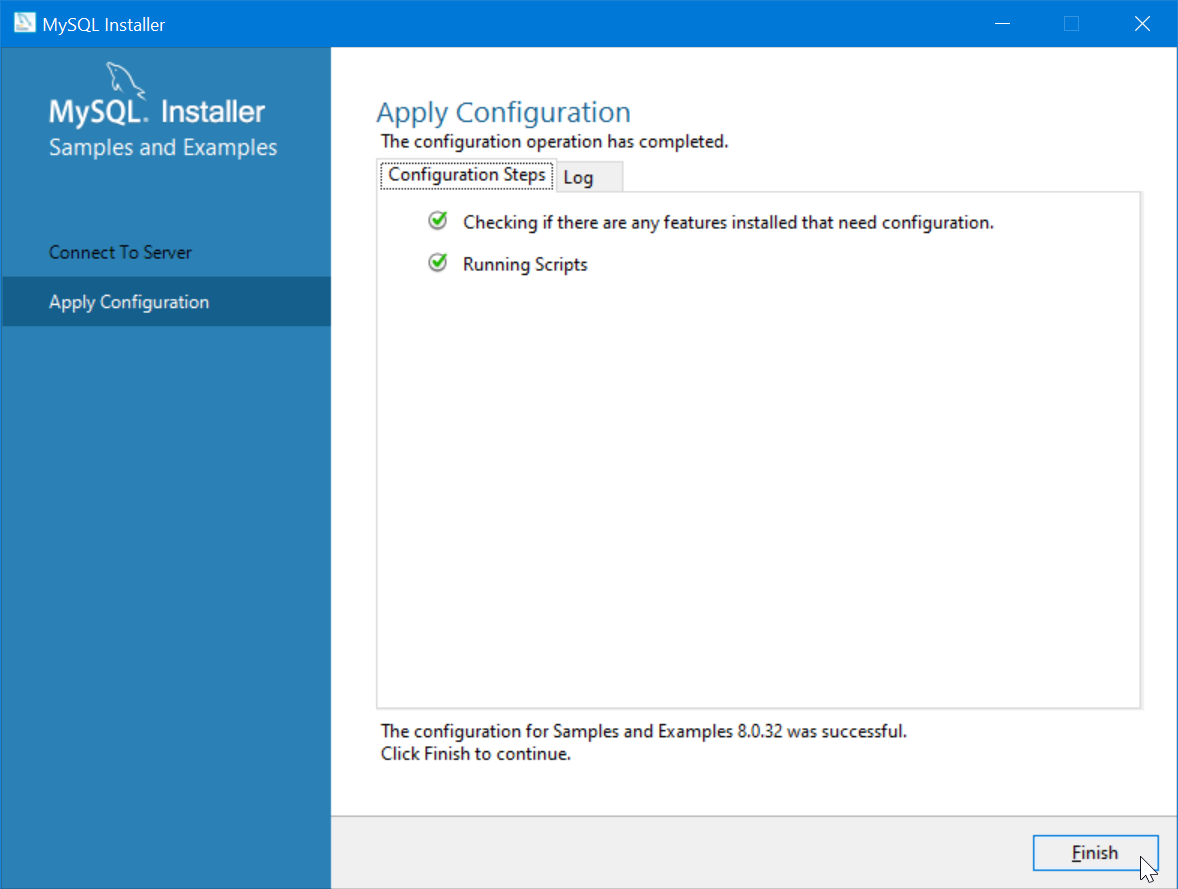 MySQL Installer
MySQL. Installer
Samples and Examples
Connect To Server
Apply Configuration
Apply Configuration
The configuration operation has completed.
Configuration Steps Log
Checking if there are any features installed that need configuration.
Running Scripts
The configuration for Samples and Examples 8.0.32 was successful.
Click Finish to continue.
Finish